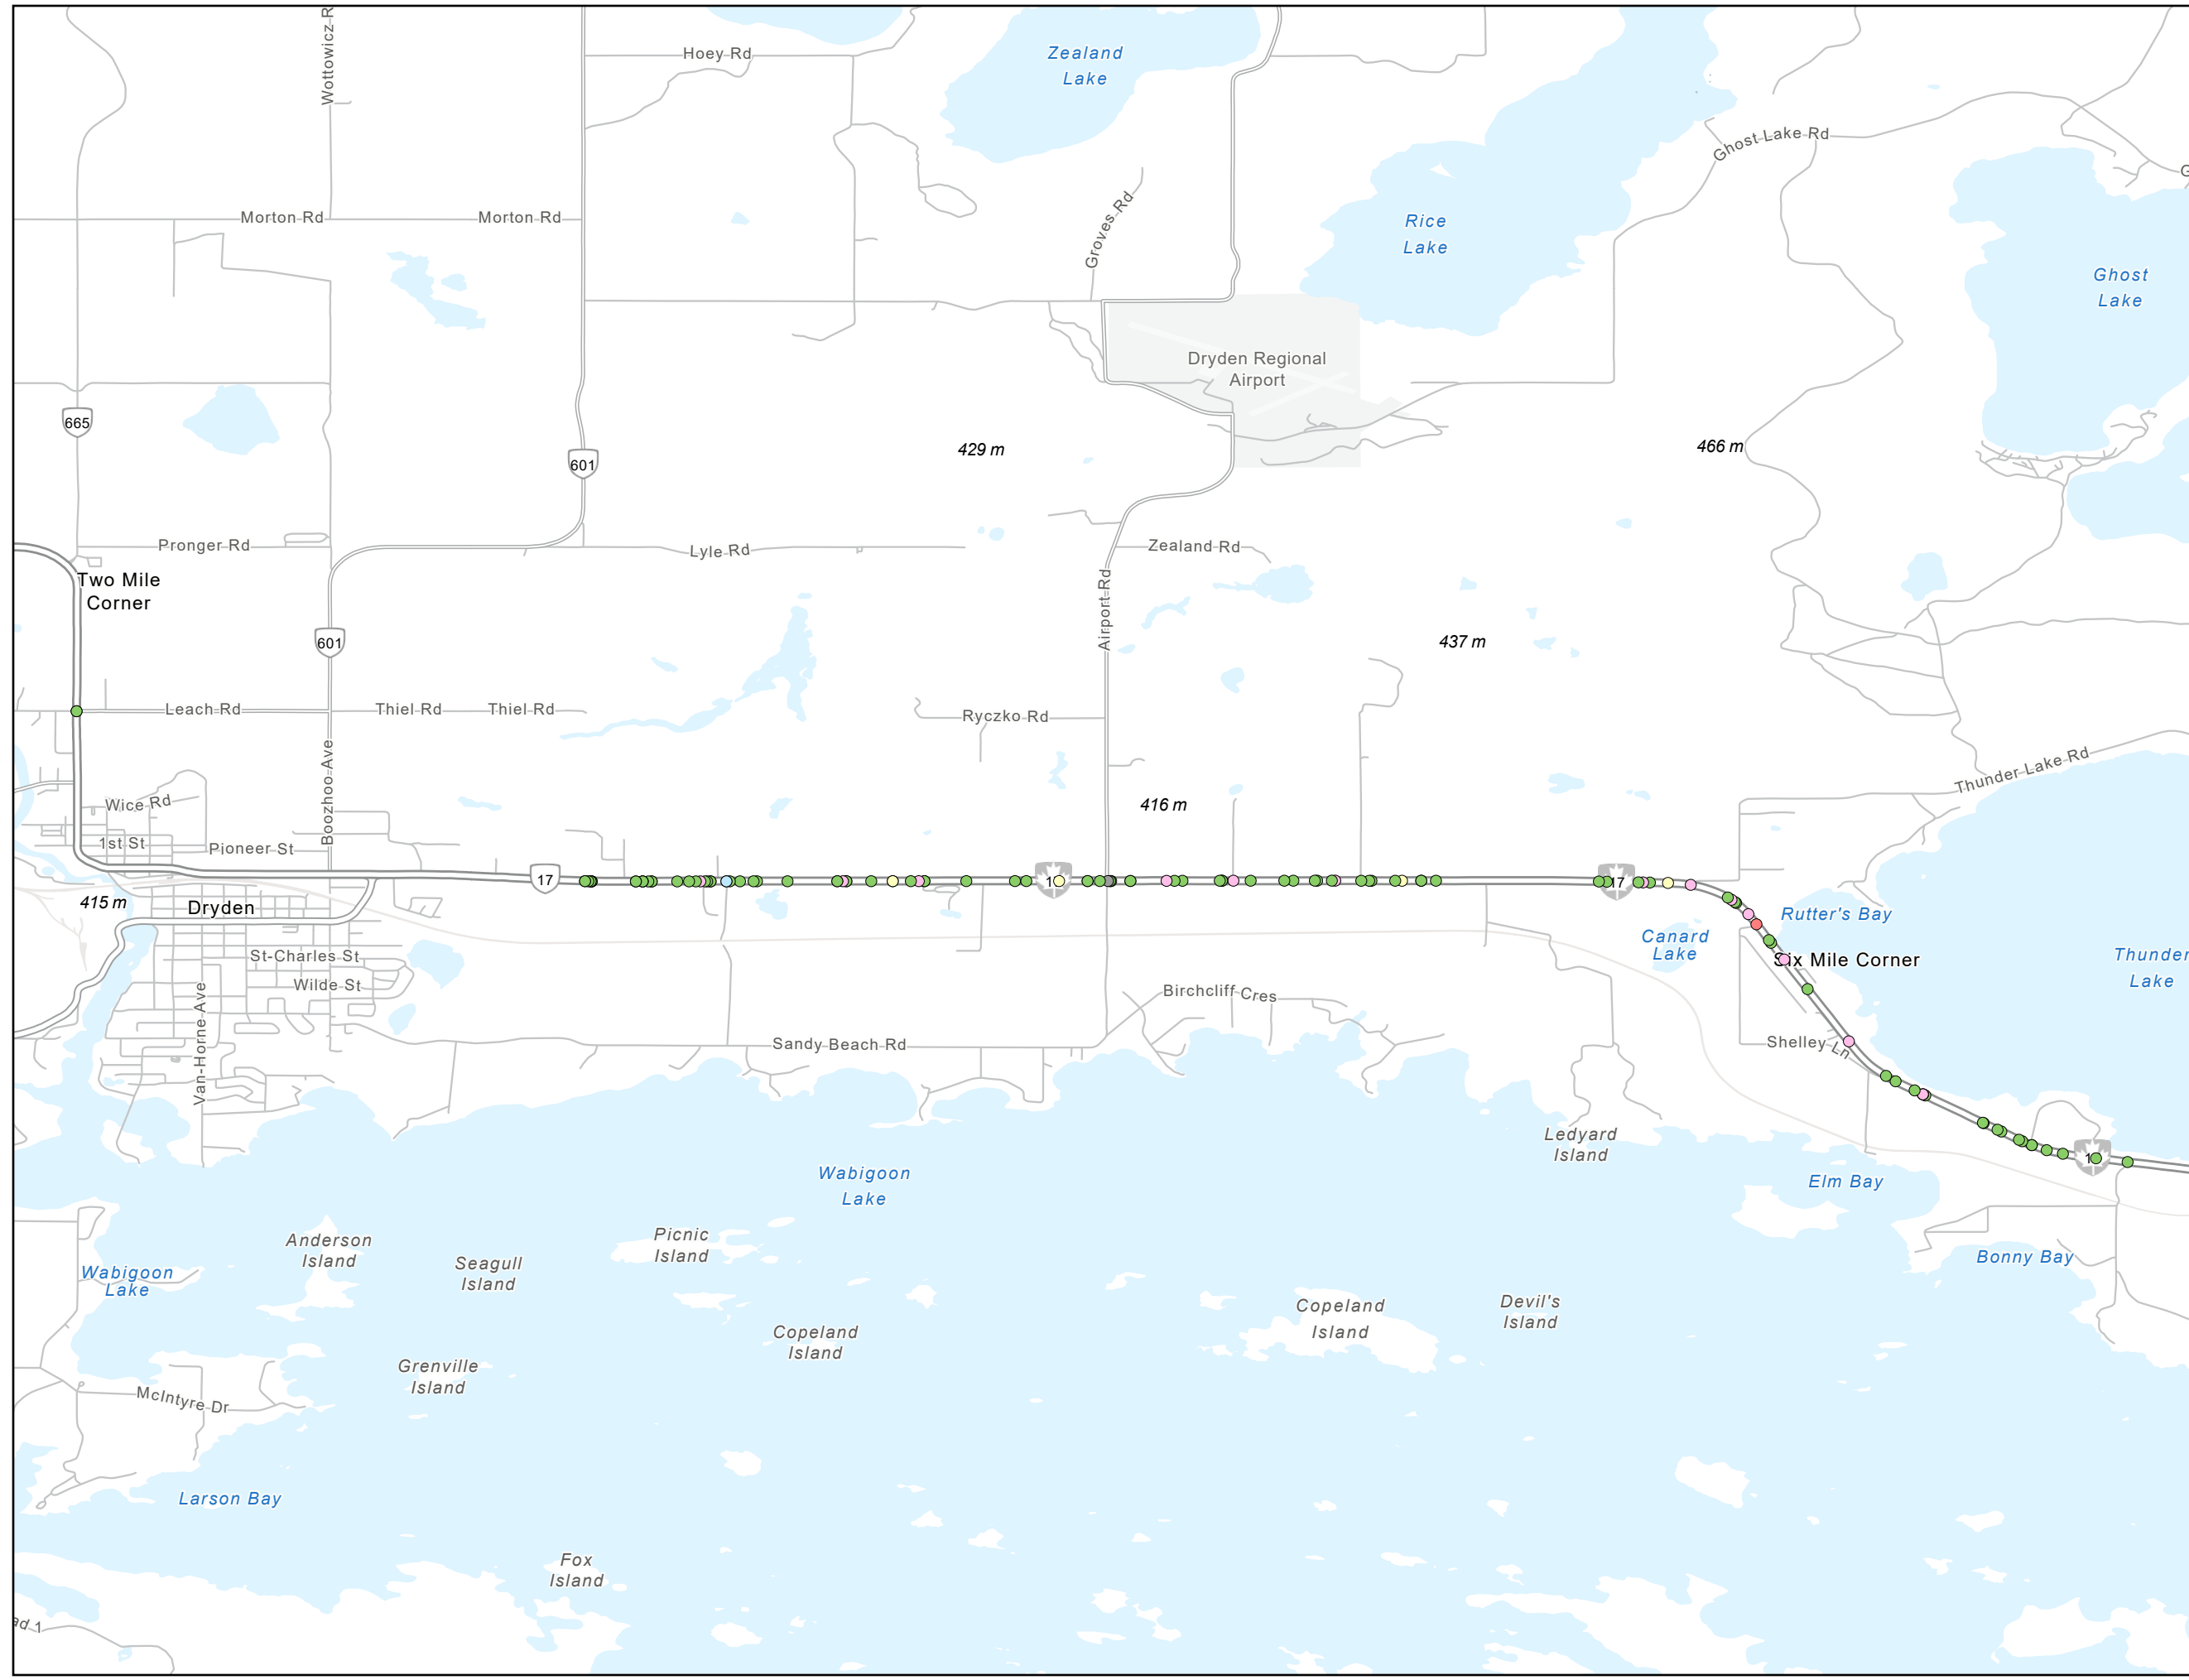 Wottowicz R
Hoey Rd
Zealand
Lake
Ghost Lake Rd
G
Morton Rd
Morton Rd
Groves Rd
Rice
Lake
Ghost
Lake
Dryden Regional
Airport
665
601
429 m
466 m
Pronger Rd
Lyle Rd
Zealand Rd
Two Mile
Corner
Airport Rd
601
437 m
Leach Rd
Thiel Rd
Thiel Rd
Ryczko Rd
Thunder Lake Rd
Boozhoo Ave
Wice Rd
416 m
1st St
Pioneer St
17
1
17
415 m
Dryden
Rutter's Bay
Canard
Lake
St-Charles St
Six Mile Corner
Thunder
Lake
Wilde St
Birchcliff Cres
Van Horne Ave
Sandy Beach Rd
Shelley Ln
Ledyard
Island
1
Wabigoon
Lake
Elm Bay
Anderson
Island
Picnic
Island
Seagull
Island
Bonny Bay
Wabigoon
Lake
Copeland
Island
Devil's
Island
Copeland
Island
Grenville
Island
McIntyre Dr
Larson Bay
Fox
Island
ad 1